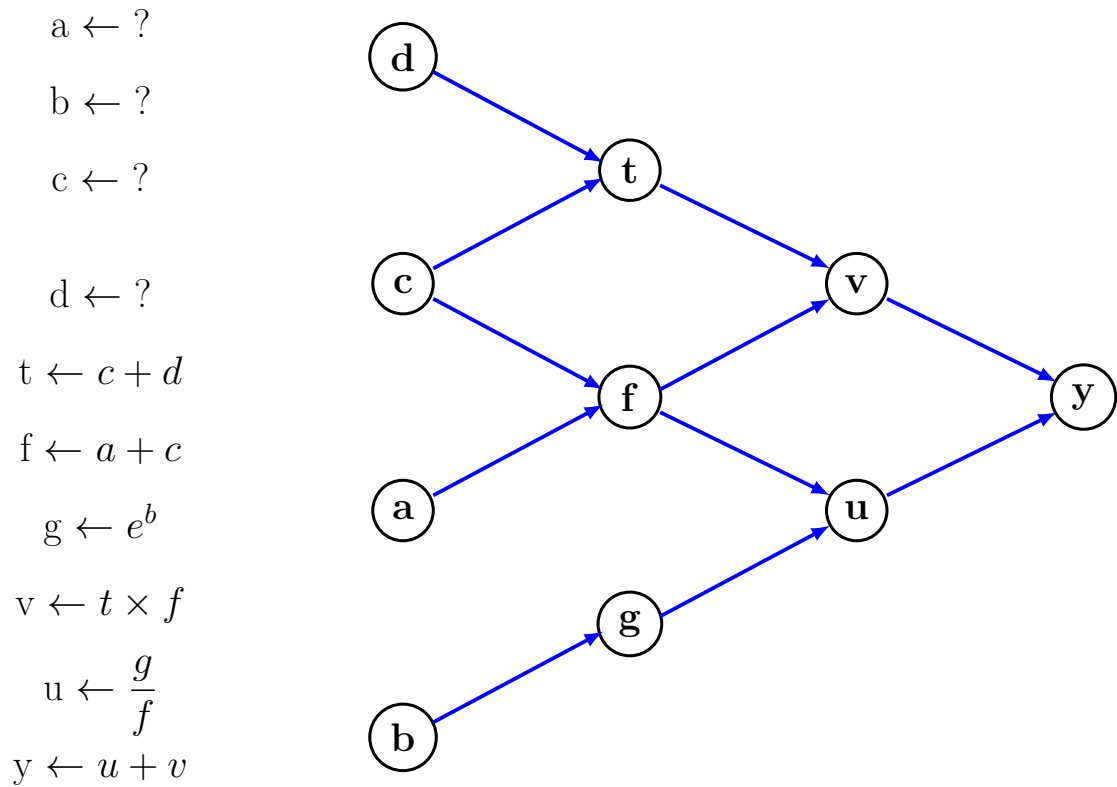 a ← ?
b ← ?
c ← ?
d ← ?
t ← c + d
f ← a + c
g ← e^b
v ← t × f
u ← g/f
y ← u + v
d
t
c
v
f
y
a
u
g
b